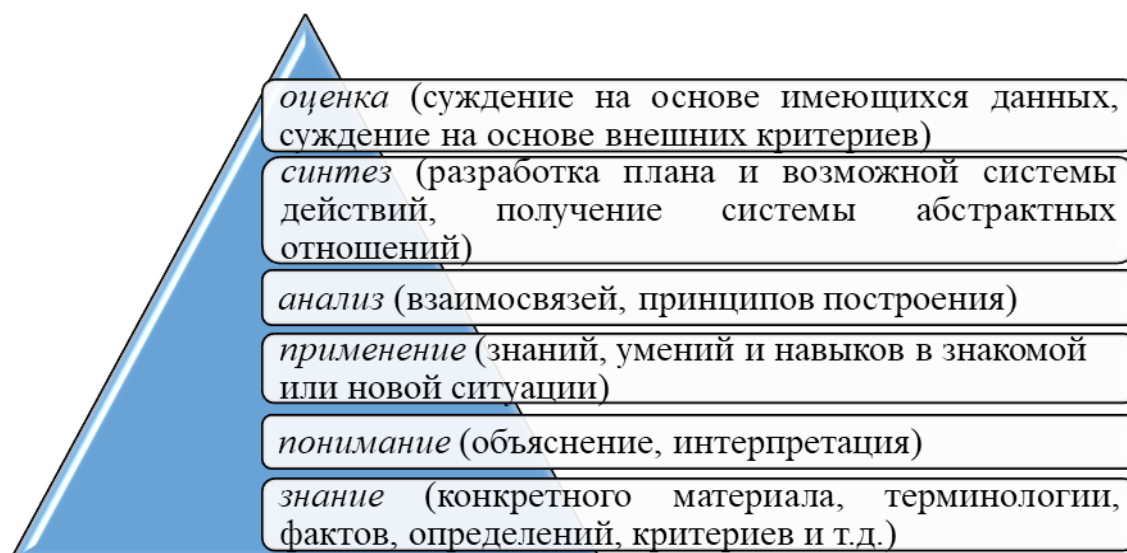 оценка (суждение на основе имеющихся данных,
суждение на основе внешних критериев)
синтез (разработка плана и возможной системы
действий, получение системы абстрактных
отношений)
анализ (взаимосвязей, принципов построения)
применение (знаний, умений и навыков в знакомой
или новой ситуации)
понимание (объяснение, интерпретация)
знание (конкретного материала, терминологии,
фактов, определений, критериев и т.д.)